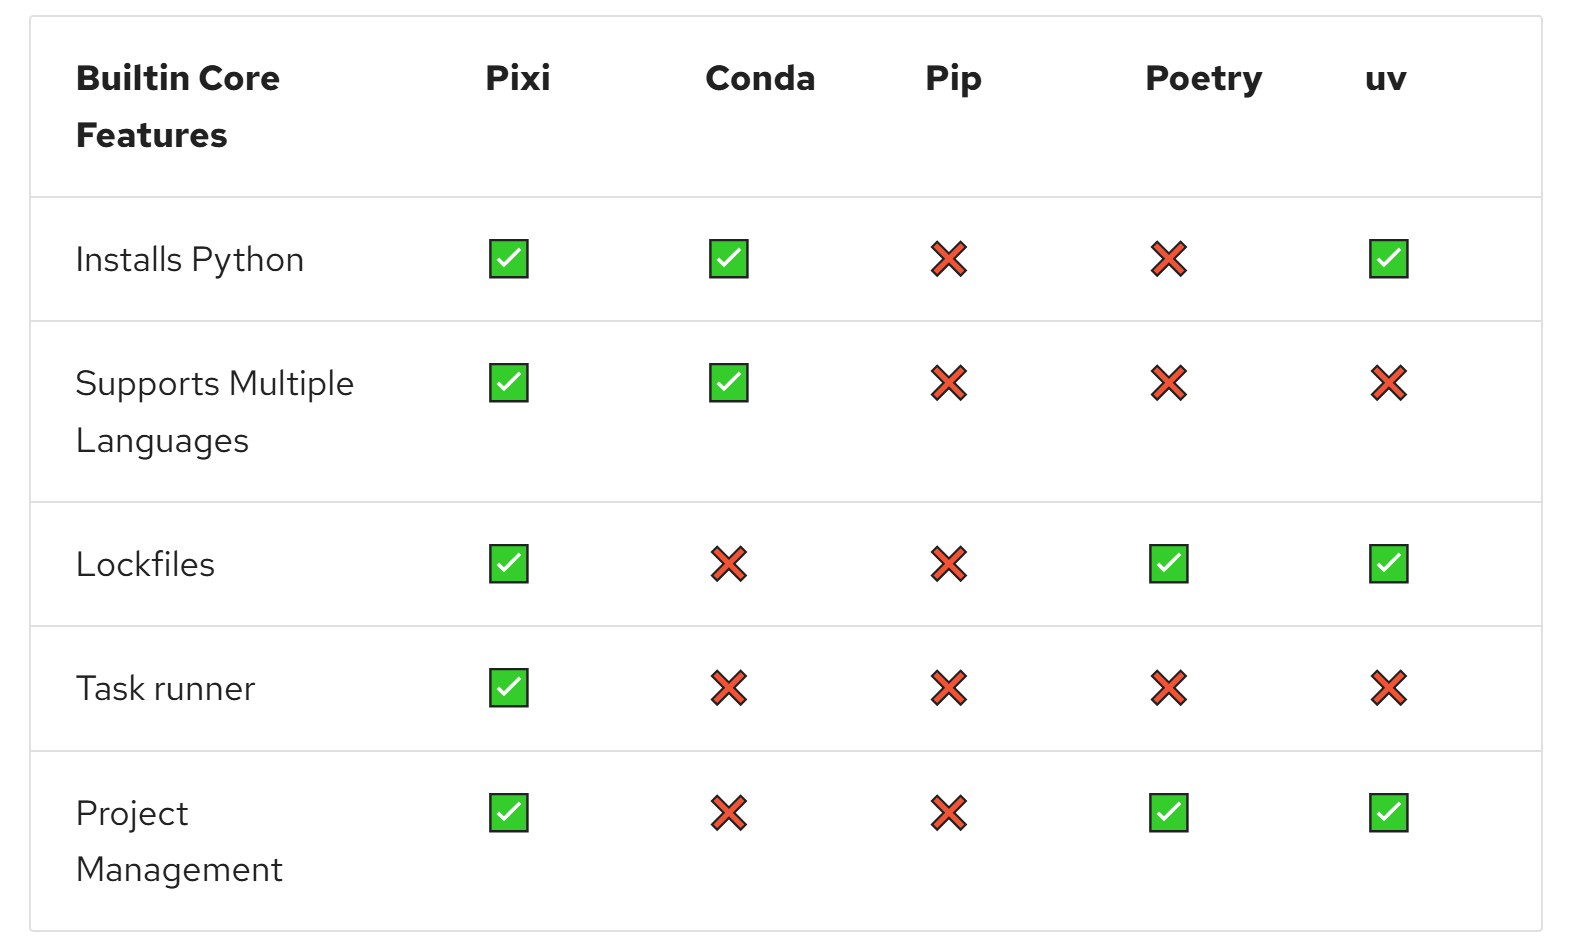 Builtin Core Features Pixi Conda Pip Poetry uv
Installs Python ✅ ✅ ❌ ❌ ✅
Supports Multiple Languages ✅ ✅ ❌ ❌ ❌
Lockfiles ✅ ❌ ❌ ✅ ✅
Task runner ✅ ❌ ❌ ❌ ❌
Project Management ✅ ❌ ❌ ✅ ✅